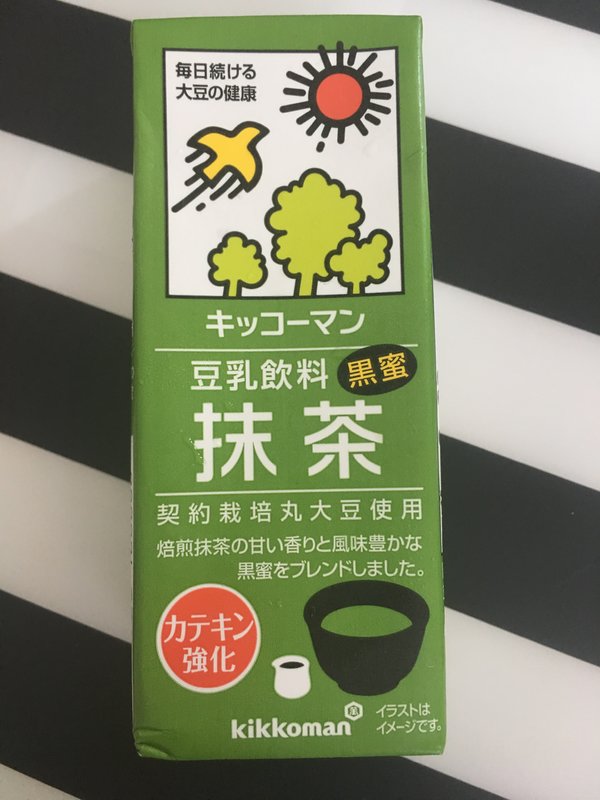 毎日続ける
大豆の健康
キッコーマン
豆乳飲料 黒蜜
抹茶
契約栽培丸大豆使用
焙煎抹茶の甘い香りと風味豊かな
黒蜜をブレンドしました。
カテキン
強化
kikkoman
イラストは
イメージです。